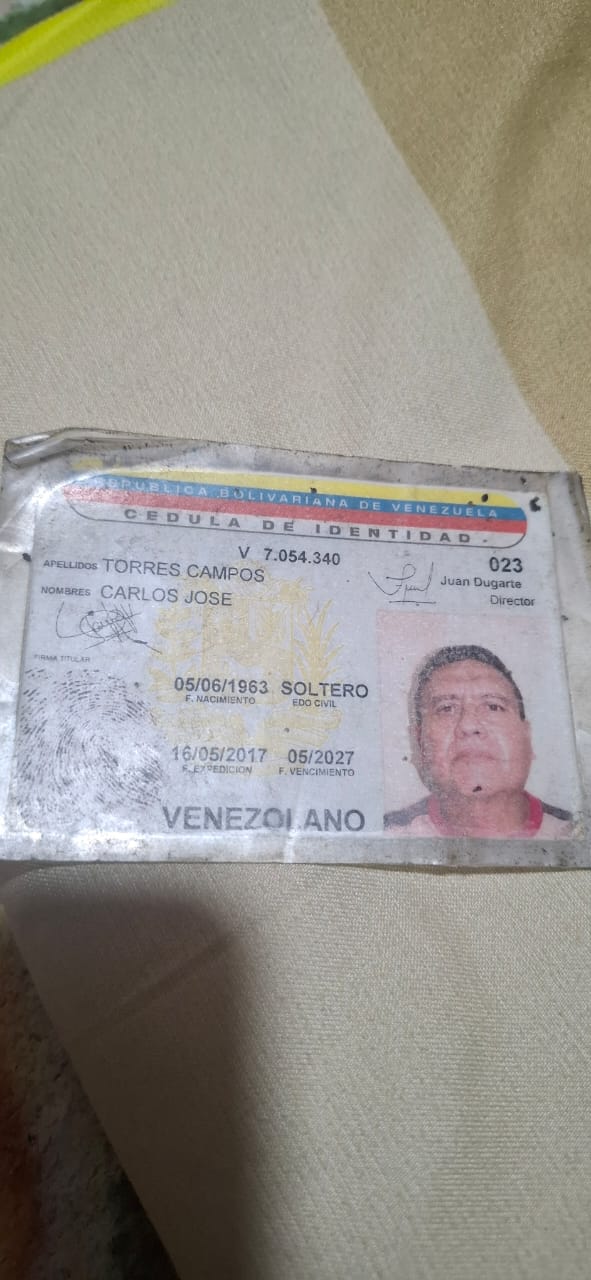 REPUBLICA BOLIVARIANA DE VENEZUELA
CEDULA DE IDENTIDAD
V 7.054.340
023
APELLIDOS TORRES CAMPOS
Juan Dugarte
Director
NOMBRES CARLOS JOSE
FIRMA TITULAR
05/06/1963 SOLTERO
F. NACIMIENTO EDO CIVIL
16/05/2017 05/2027
F. EXPEDICION F. VENCIMIENTO
VENEZOLANO